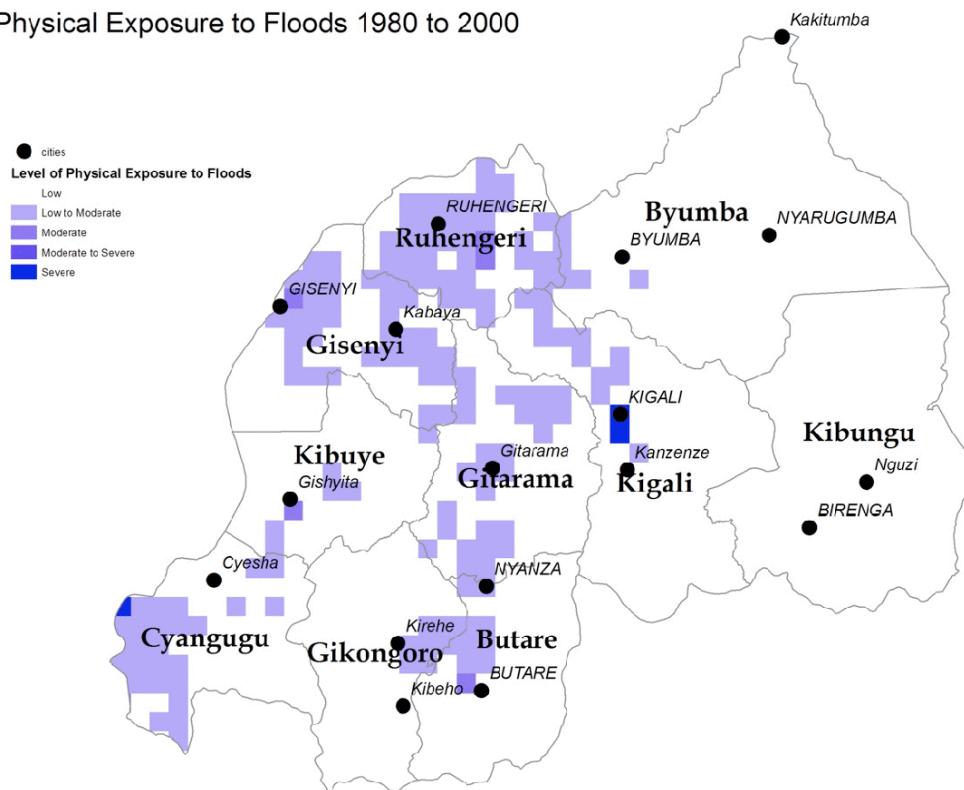 Physical Exposure to Floods 1980 to 2000
Kakitumba
cities
Level of Physical Exposure to Floods
Low
Low to Moderate
Moderate
Moderate to Severe
Severe
RUHENGERI
Ruhengeri
Byumba
NYARUGUMBA
BYUMBA
GISENYI
Kabaya
Gisenyi
KIGALI
Kibungu
Kibuye
Gitarama
Kanzenze
Nguzi
Gishyita
Gitarama
Kigali
BIRENGA
Cyesha
NYANZA
Kirehe
Cyangugu
Gikongoro
Butare
Kibeho
BUTARE